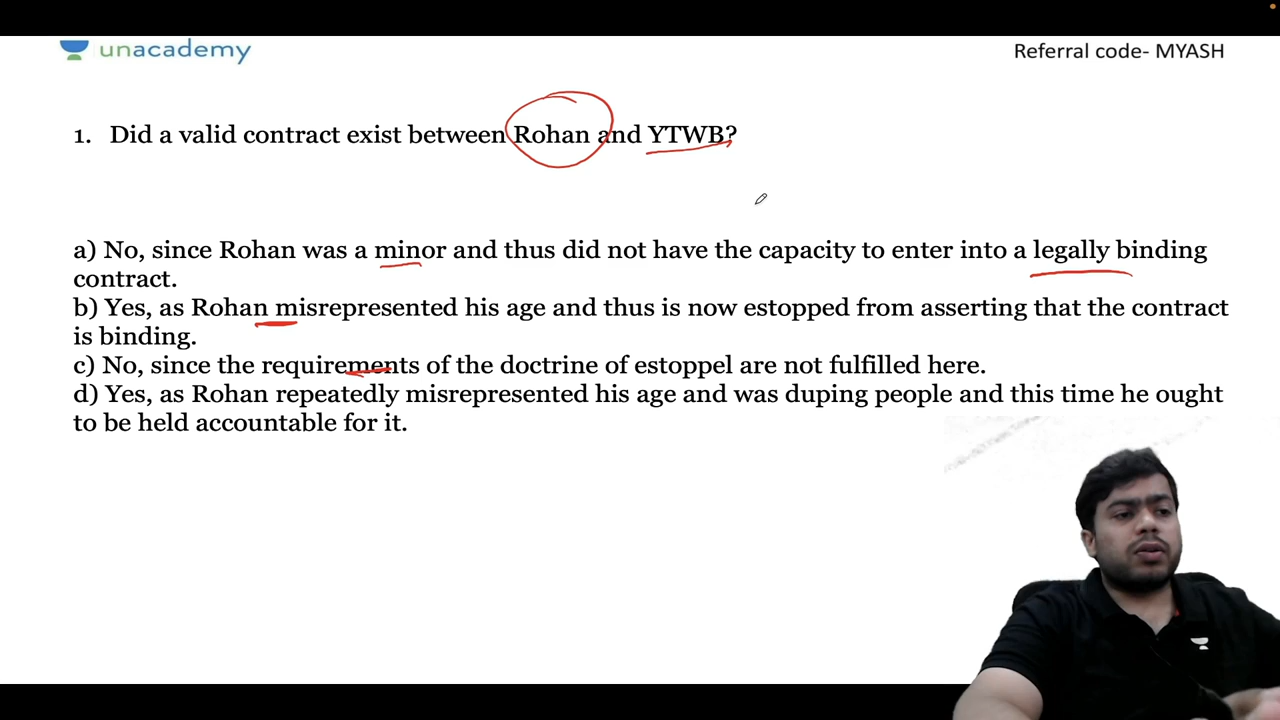 unacademy
Referral code- MYASH
1. Did a valid contract exist between Rohan and YTWB?
a) No, since Rohan was a minor and thus did not have the capacity to enter into a legally binding
contract.
b) Yes, as Rohan misrepresented his age and thus is now estopped from asserting that the contract
is binding.
c) No, since the requirements of the doctrine of estoppel are not fulfilled here.
d) Yes, as Rohan repeatedly misrepresented his age and was duping people and this time he ought
to be held accountable for it.